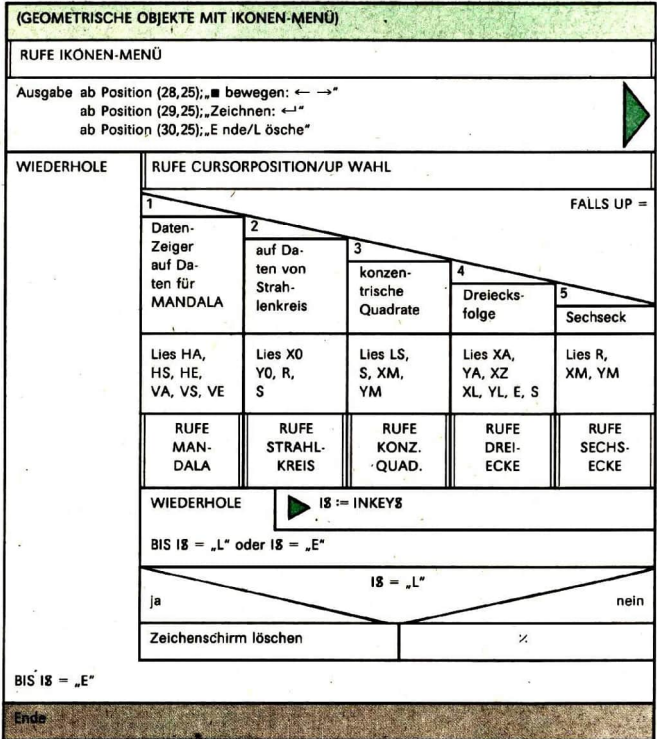 (GEOMETRISCHE OBJEKTE MIT IKONEN-MENÜ)
RUFE IKONEN-MENÜ
Ausgabe ab Position (28,25);„■ bewegen: ← →"
ab Position (29,25);„Zeichnen: ↵"
ab Position (30,25);„E nde/L ösche"
WIEDERHOLE
RUFE CURSORPOSITION/UP WAHL
FALLS UP =
1
Daten-
Zeiger
auf Da-
ten für
MANDALA
2
auf Da-
ten von
Strah-
lenkreis
3
konzen-
trische
Quadrate
4
Dreiecks-
folge
5
Sechseck
Lies HA,
HS, HE,
VA, VS, VE
Lies X0
Y0, R,
S
Lies LS,
S, XM,
YM
Lies XA,
YA, XZ
XL, YL, E, S
Lies R,
XM, YM
RUFE
MAN-
DALA
RUFE
STRAHL-
KREIS
RUFE
KONZ.
QUAD.
RUFE
DREI-
ECKE
RUFE
SECHS-
ECKE
WIEDERHOLE
I$ := INKEY$
BIS I$ = „L" oder I$ = „E"
I$ = „L"
ja
nein
Zeichenschirm löschen
⁒
BIS I$ = „E"
Ende